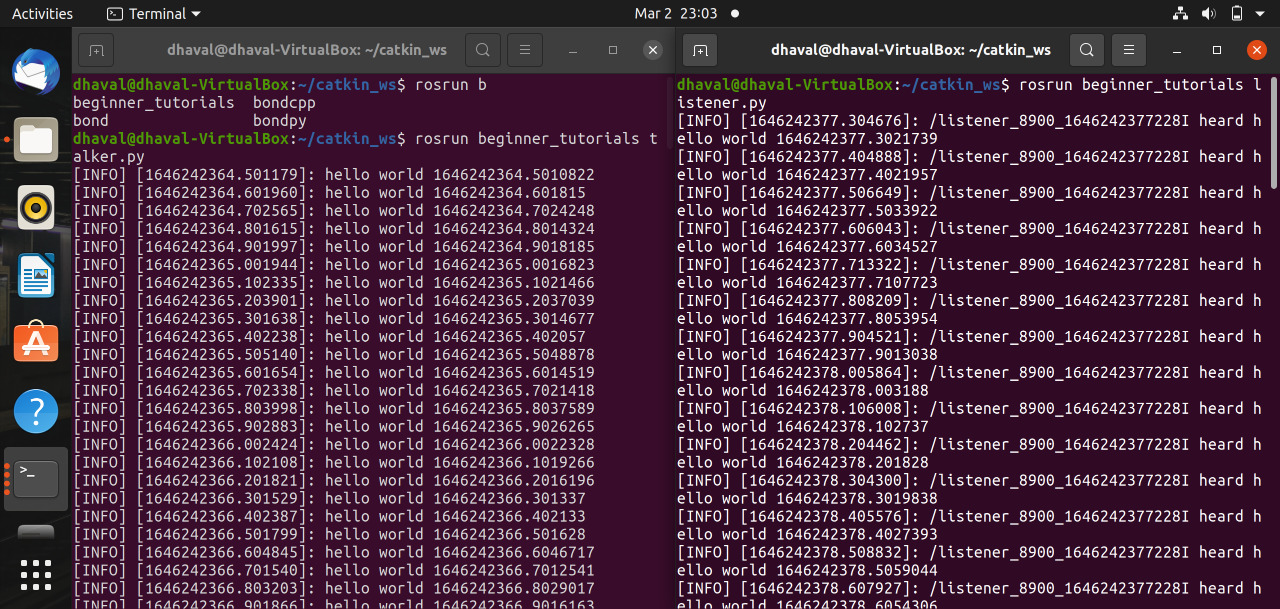 Activities
Terminal
Mar 2 23:03
dhaval@dhaval-VirtualBox: ~/catkin_ws
dhaval@dhaval-VirtualBox:~/catkin_ws$ rosrun b
beginner_tutorials bondcpp
bond bondpy
dhaval@dhaval-VirtualBox:~/catkin_ws$ rosrun beginner_tutorials t
alker.py
[INFO] [1646242364.501179]: hello world 1646242364.5010822
[INFO] [1646242364.601960]: hello world 1646242364.601815
[INFO] [1646242364.702565]: hello world 1646242364.7024248
[INFO] [1646242364.801615]: hello world 1646242364.8014324
[INFO] [1646242364.901997]: hello world 1646242364.9018185
[INFO] [1646242365.001944]: hello world 1646242365.0016823
[INFO] [1646242365.102335]: hello world 1646242365.1021466
[INFO] [1646242365.203901]: hello world 1646242365.2037039
[INFO] [1646242365.301638]: hello world 1646242365.3014677
[INFO] [1646242365.402238]: hello world 1646242365.402057
[INFO] [1646242365.505140]: hello world 1646242365.5048878
[INFO] [1646242365.601654]: hello world 1646242365.6014519
[INFO] [1646242365.702338]: hello world 1646242365.7021418
[INFO] [1646242365.803998]: hello world 1646242365.8037589
[INFO] [1646242365.902883]: hello world 1646242365.9026265
[INFO] [1646242366.002424]: hello world 1646242366.0022328
[INFO] [1646242366.102108]: hello world 1646242366.1019266
[INFO] [1646242366.201821]: hello world 1646242366.2016196
[INFO] [1646242366.301529]: hello world 1646242366.301337
[INFO] [1646242366.402387]: hello world 1646242366.402133
[INFO] [1646242366.501799]: hello world 1646242366.501628
[INFO] [1646242366.604845]: hello world 1646242366.6046717
[INFO] [1646242366.701540]: hello world 1646242366.7012541
[INFO] [1646242366.803203]: hello world 1646242366.8029017
[INFO] [1646242366.901866]: hello world 1646242366.9016163
dhaval@dhaval-VirtualBox: ~/catkin_ws
dhaval@dhaval-VirtualBox:~/catkin_ws$ rosrun beginner_tutorials l
istener.py
[INFO] [1646242377.304676]: /listener_8900_1646242377228I heard h
ello world 1646242377.3021739
[INFO] [1646242377.404888]: /listener_8900_1646242377228I heard h
ello world 1646242377.4021957
[INFO] [1646242377.506649]: /listener_8900_1646242377228I heard h
ello world 1646242377.5033922
[INFO] [1646242377.606043]: /listener_8900_1646242377228I heard h
ello world 1646242377.6034527
[INFO] [1646242377.713322]: /listener_8900_1646242377228I heard h
ello world 1646242377.7107723
[INFO] [1646242377.808209]: /listener_8900_1646242377228I heard h
ello world 1646242377.8053954
[INFO] [1646242377.904521]: /listener_8900_1646242377228I heard h
ello world 1646242377.9013038
[INFO] [1646242378.005864]: /listener_8900_1646242377228I heard h
ello world 1646242378.003188
[INFO] [1646242378.106008]: /listener_8900_1646242377228I heard h
ello world 1646242378.102737
[INFO] [1646242378.204462]: /listener_8900_1646242377228I heard h
ello world 1646242378.201828
[INFO] [1646242378.304300]: /listener_8900_1646242377228I heard h
ello world 1646242378.3019838
[INFO] [1646242378.405576]: /listener_8900_1646242377228I heard h
ello world 1646242378.4027393
[INFO] [1646242378.508832]: /listener_8900_1646242377228I heard h
ello world 1646242378.5059044
[INFO] [1646242378.607927]: /listener_8900_1646242377228I heard h
ello world 1646242378.6054306